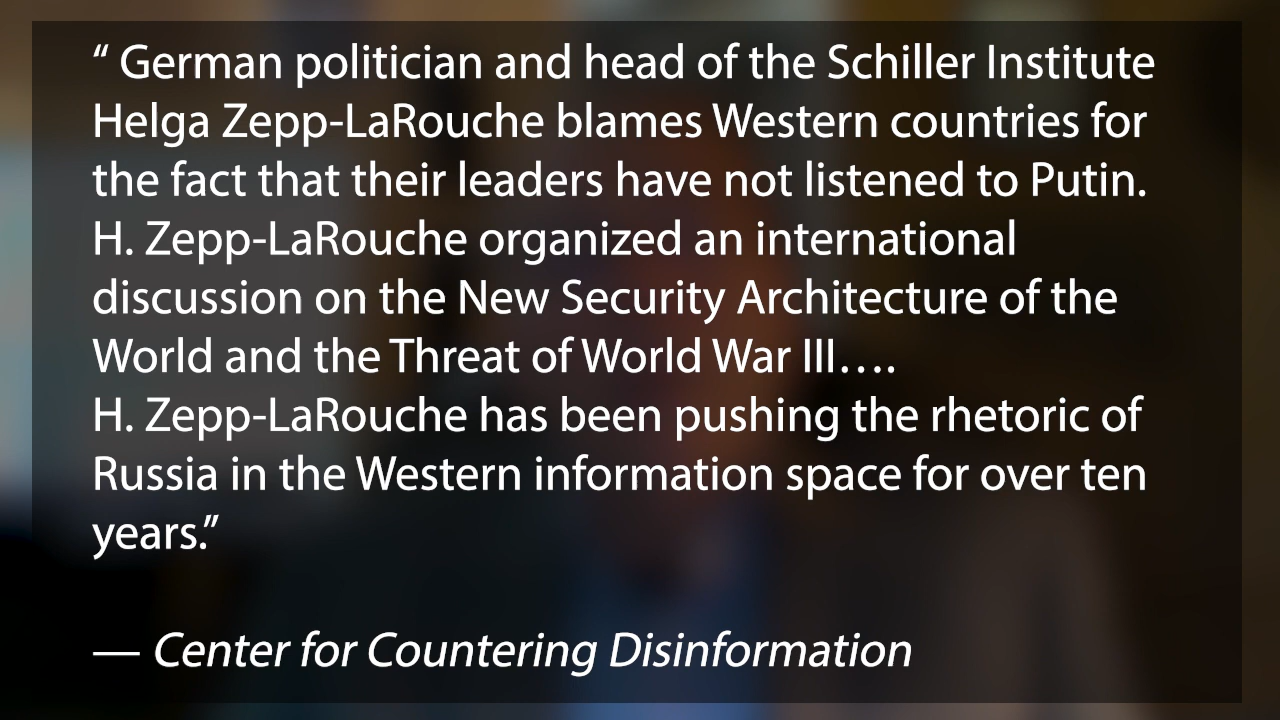 “ German politician and head of the Schiller Institute
Helga Zepp-LaRouche blames Western countries for
the fact that their leaders have not listened to Putin.
H. Zepp-LaRouche organized an international
discussion on the New Security Architecture of the
World and the Threat of World War III….
H. Zepp-LaRouche has been pushing the rhetoric of
Russia in the Western information space for over ten
years.”
— Center for Countering Disinformation